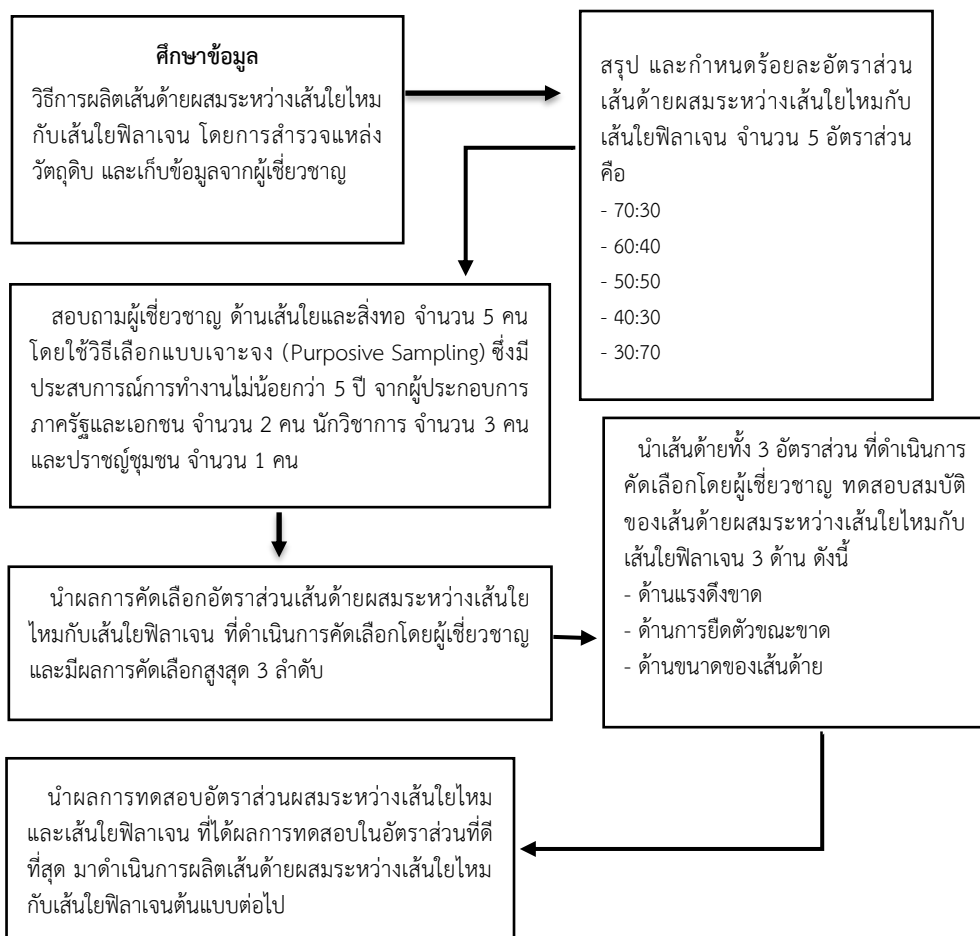 ศึกษาข้อมูล
วิธีการผลิตเส้นด้ายผสมระหว่างเส้นใยไหม
กับเส้นใยฟิลาเจน โดยการสำรวจแหล่ง
วัตถุดิบ และเก็บข้อมูลจากผู้เชี่ยวชาญ
สรุป และกำหนดร้อยละอัตราส่วน
เส้นด้ายผสมระหว่างเส้นใยไหมกับ
เส้นใยฟิลาเจน จำนวน 5 อัตราส่วน
คือ
- 70:30
- 60:40
- 50:50
- 40:30
- 30:70
สอบถามผู้เชี่ยวชาญ ด้านเส้นใยและสิ่งทอ จำนวน 5 คน
โดยใช้วิธีเลือกแบบเจาะจง (Purposive Sampling) ซึ่งมี
ประสบการณ์การทำงานไม่น้อยกว่า 5 ปี จากผู้ประกอบการ
ภาครัฐและเอกชน จำนวน 2 คน นักวิชาการ จำนวน 3 คน
และปราชญ์ชุมชน จำนวน 1 คน
นำผลการคัดเลือกอัตราส่วนเส้นด้ายผสมระหว่างเส้นใย
ไหมกับเส้นใยฟิลาเจน ที่ดำเนินการคัดเลือกโดยผู้เชี่ยวชาญ
และมีผลการคัดเลือกสูงสุด 3 ลำดับ
นำเส้นด้ายทั้ง 3 อัตราส่วน ที่ดำเนินการ
คัดเลือกโดยผู้เชี่ยวชาญ ทดสอบสมบัติ
ของเส้นด้ายผสมระหว่างเส้นใยไหมกับ
เส้นใยฟิลาเจน 3 ด้าน ดังนี้
- ด้านแรงดึงขาด
- ด้านการยืดตัวขณะขาด
- ด้านขนาดของเส้นด้าย
นำผลการทดสอบอัตราส่วนผสมระหว่างเส้นใยไหม
และเส้นใยฟิลาเจน ที่ได้ผลการทดสอบในอัตราส่วนที่ดี
ที่สุด มาดำเนินการผลิตเส้นด้ายผสมระหว่างเส้นใยไหม
กับเส้นใยฟิลาเจนต้นแบบต่อไป